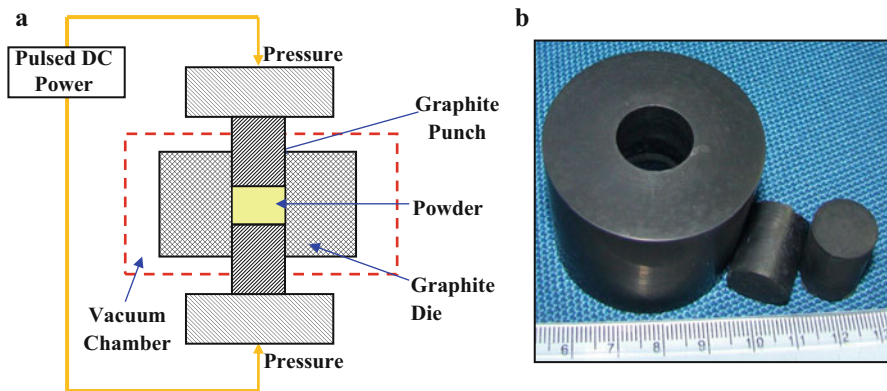 a
Pressure
Pulsed DC
Power
Graphite
Punch
Powder
Graphite
Die
Vacuum
Chamber
Pressure
b
6 7 8 9 10 11 12